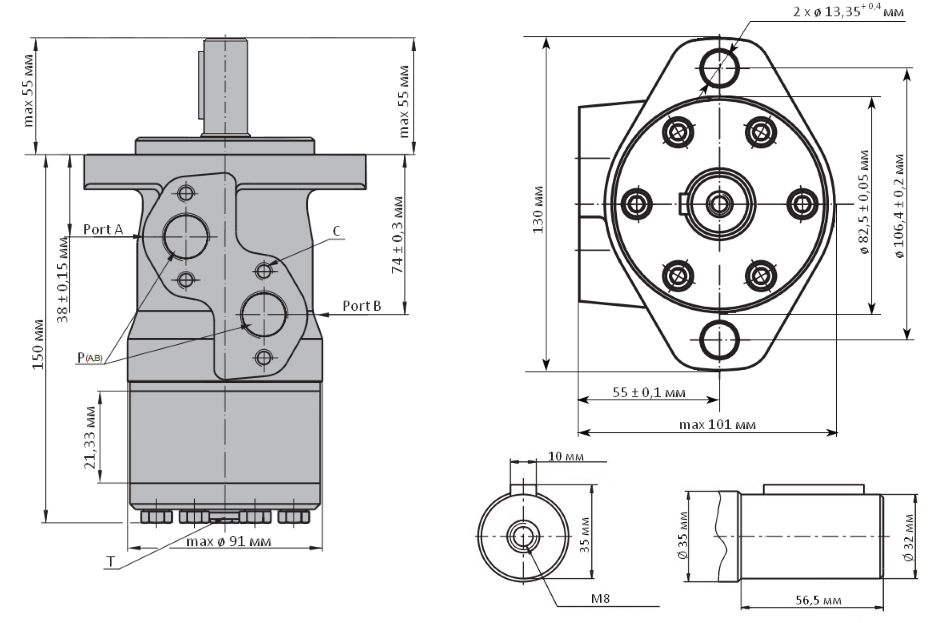 max 55 мм
max 55 мм
Port A
38 ± 0,15 мм
150 мм
P(A,B)
C
74 ± 0,3 мм
Port B
21,33 мм
max ø 91 мм
T
2 x ø 13,35⁺ ⁰,⁴ мм
130 мм
ø 82,5 ± 0,05 мм
ø 106,4 ± 0,2 мм
55 ± 0,1 мм
max 101 мм
10 мм
35 мм
M8
Ø 35 мм
Ø 32 мм
56,5 мм